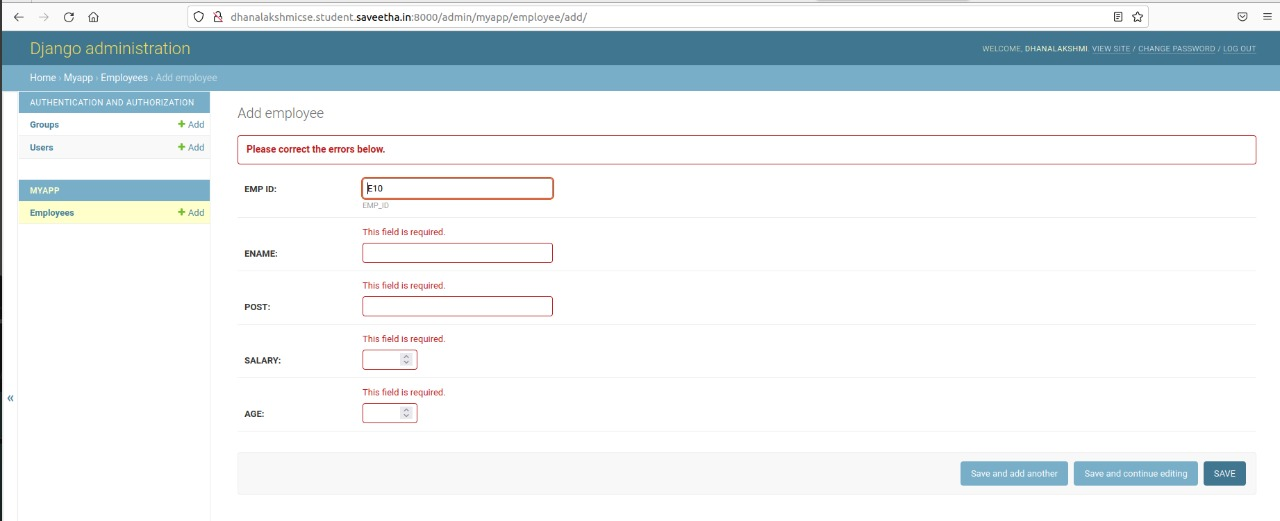 dhanalakshmicse.student.saveetha.in:8000/admin/myapp/employee/add/
Django administration
WELCOME, DHANALAKSHMI. VIEW SITE / CHANGE PASSWORD / LOG OUT
Home › Myapp › Employees › Add employee
AUTHENTICATION AND AUTHORIZATION
Groups + Add
Users + Add
MYAPP
Employees + Add
«
Add employee
Please correct the errors below.
EMP ID: E10
EMP_ID
This field is required.
ENAME:
This field is required.
POST:
This field is required.
SALARY:
This field is required.
AGE:
Save and add another Save and continue editing SAVE